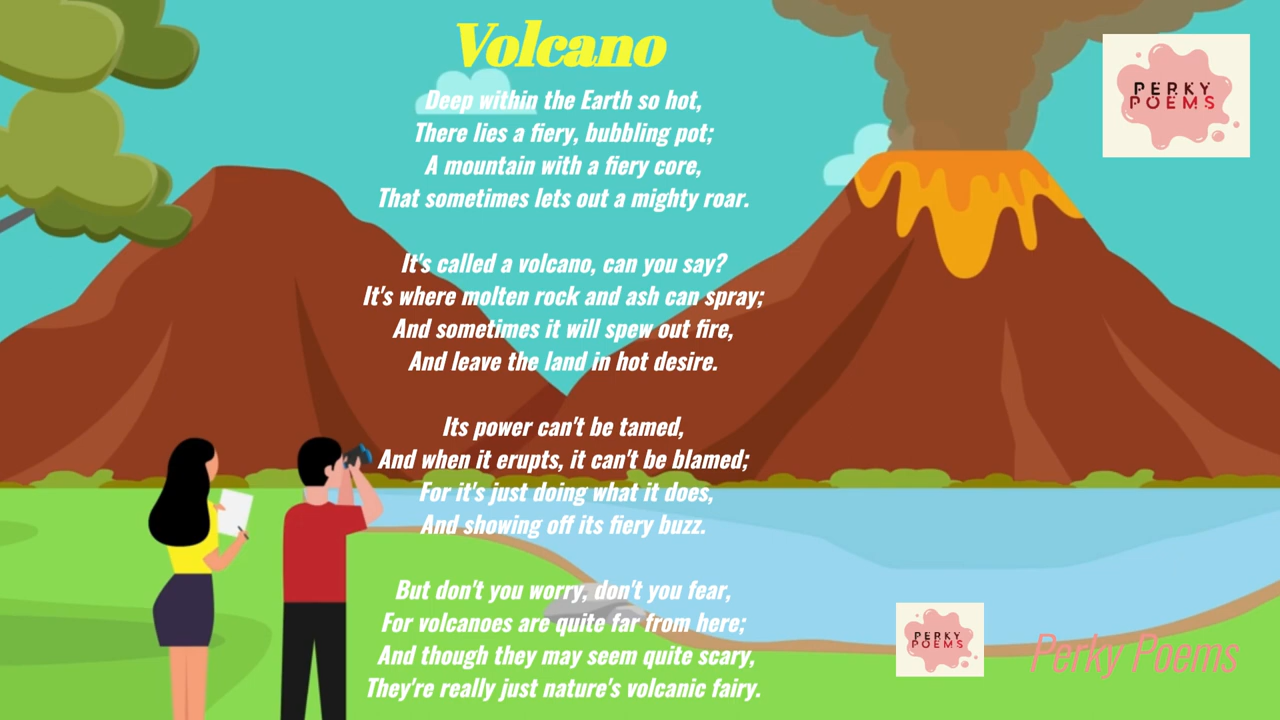 Volcano
Deep within the Earth so hot,
There lies a fiery, bubbling pot;
A mountain with a fiery core,
That sometimes lets out a mighty roar.
It's called a volcano, can you say?
It's where molten rock and ash can spray;
And sometimes it will spew out fire,
And leave the land in hot desire.
Its power can't be tamed,
And when it erupts, it can't be blamed;
For it's just doing what it does,
And showing off its fiery buzz.
But don't you worry, don't you fear,
For volcanoes are quite far from here;
And though they may seem quite scary,
They're really just nature's volcanic fairy.
PERKY
POEMS
PERKY
POEMS
Perky Poems